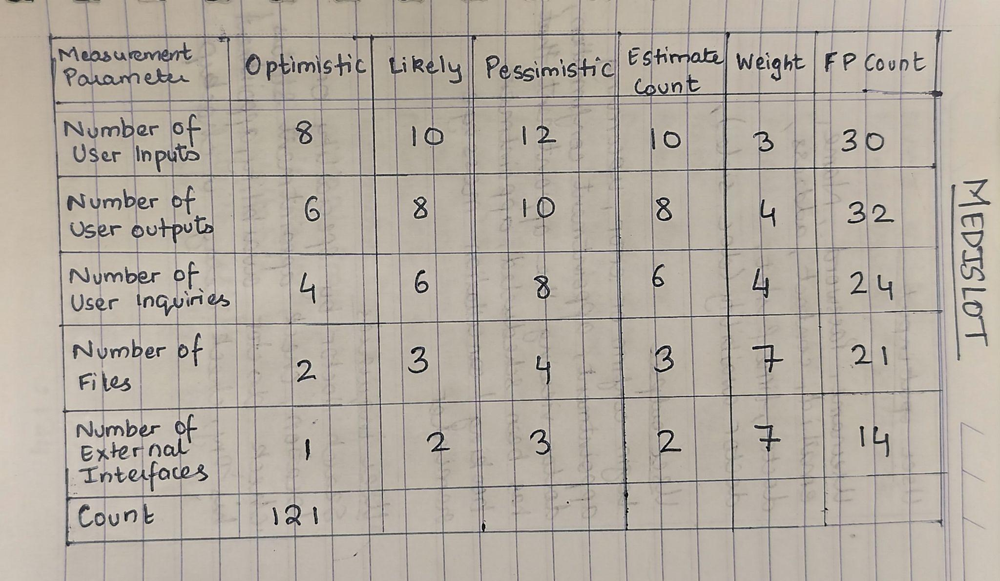 Measurement Parameter | Optimistic | Likely | Pessimistic | Estimate Count | Weight | FP Count
Number of User Inputs | 8 | 10 | 12 | 10 | 3 | 30
Number of User outputs | 6 | 8 | 10 | 8 | 4 | 32
Number of User Inquiries | 4 | 6 | 8 | 6 | 4 | 24
Number of Files | 2 | 3 | 4 | 3 | 7 | 21
Number of External Interfaces | 1 | 2 | 3 | 2 | 7 | 14
Count | 121
MEDISLOT